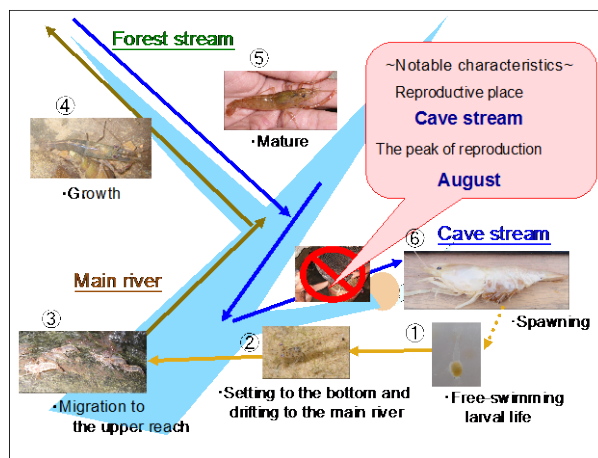 Forest stream
④
・Growth
⑤
・Mature
~Notable characteristics~
Reproductive place
Cave stream
The peak of reproduction
August
Main river
③
・Migration to
the upper reach
②
・Setting to the bottom and
drifting to the main river
①
・Free-swimming
larval life
⑥
Cave stream
・Spawning